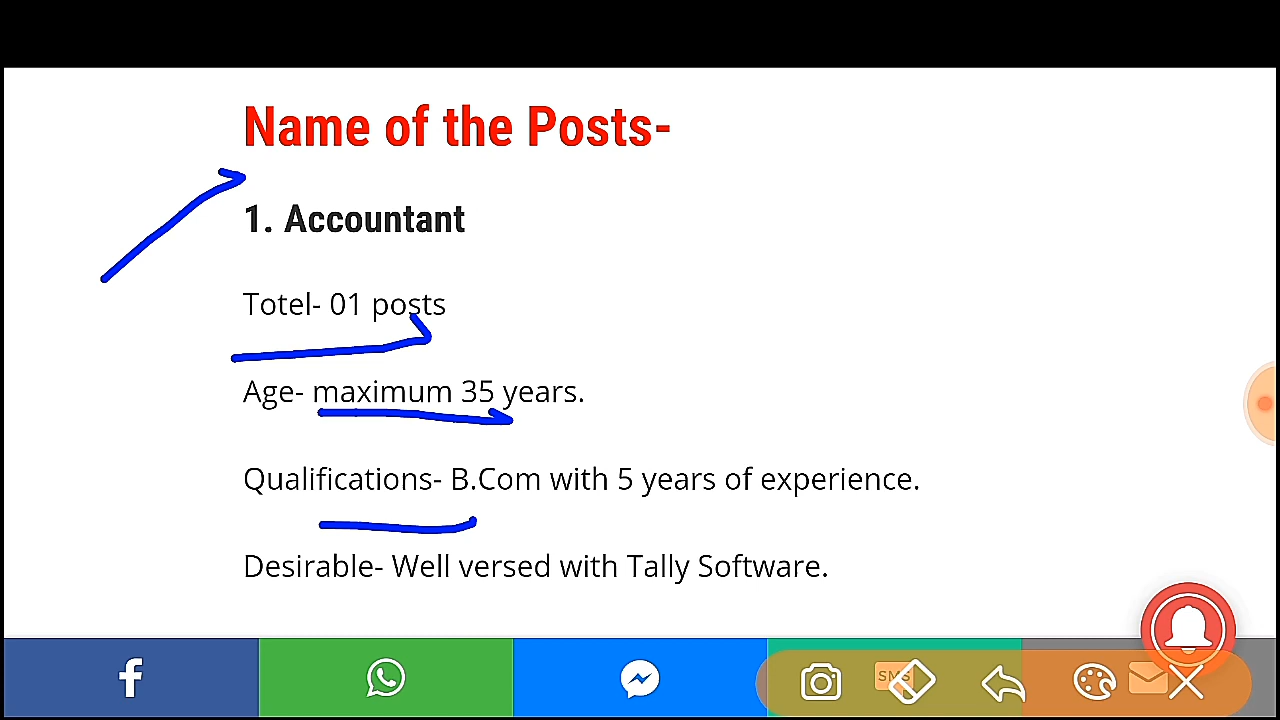 Name of the Posts-
1. Accountant
Totel- 01 posts
Age- maximum 35 years.
Qualifications- B.Com with 5 years of experience.
Desirable- Well versed with Tally Software.
SMS